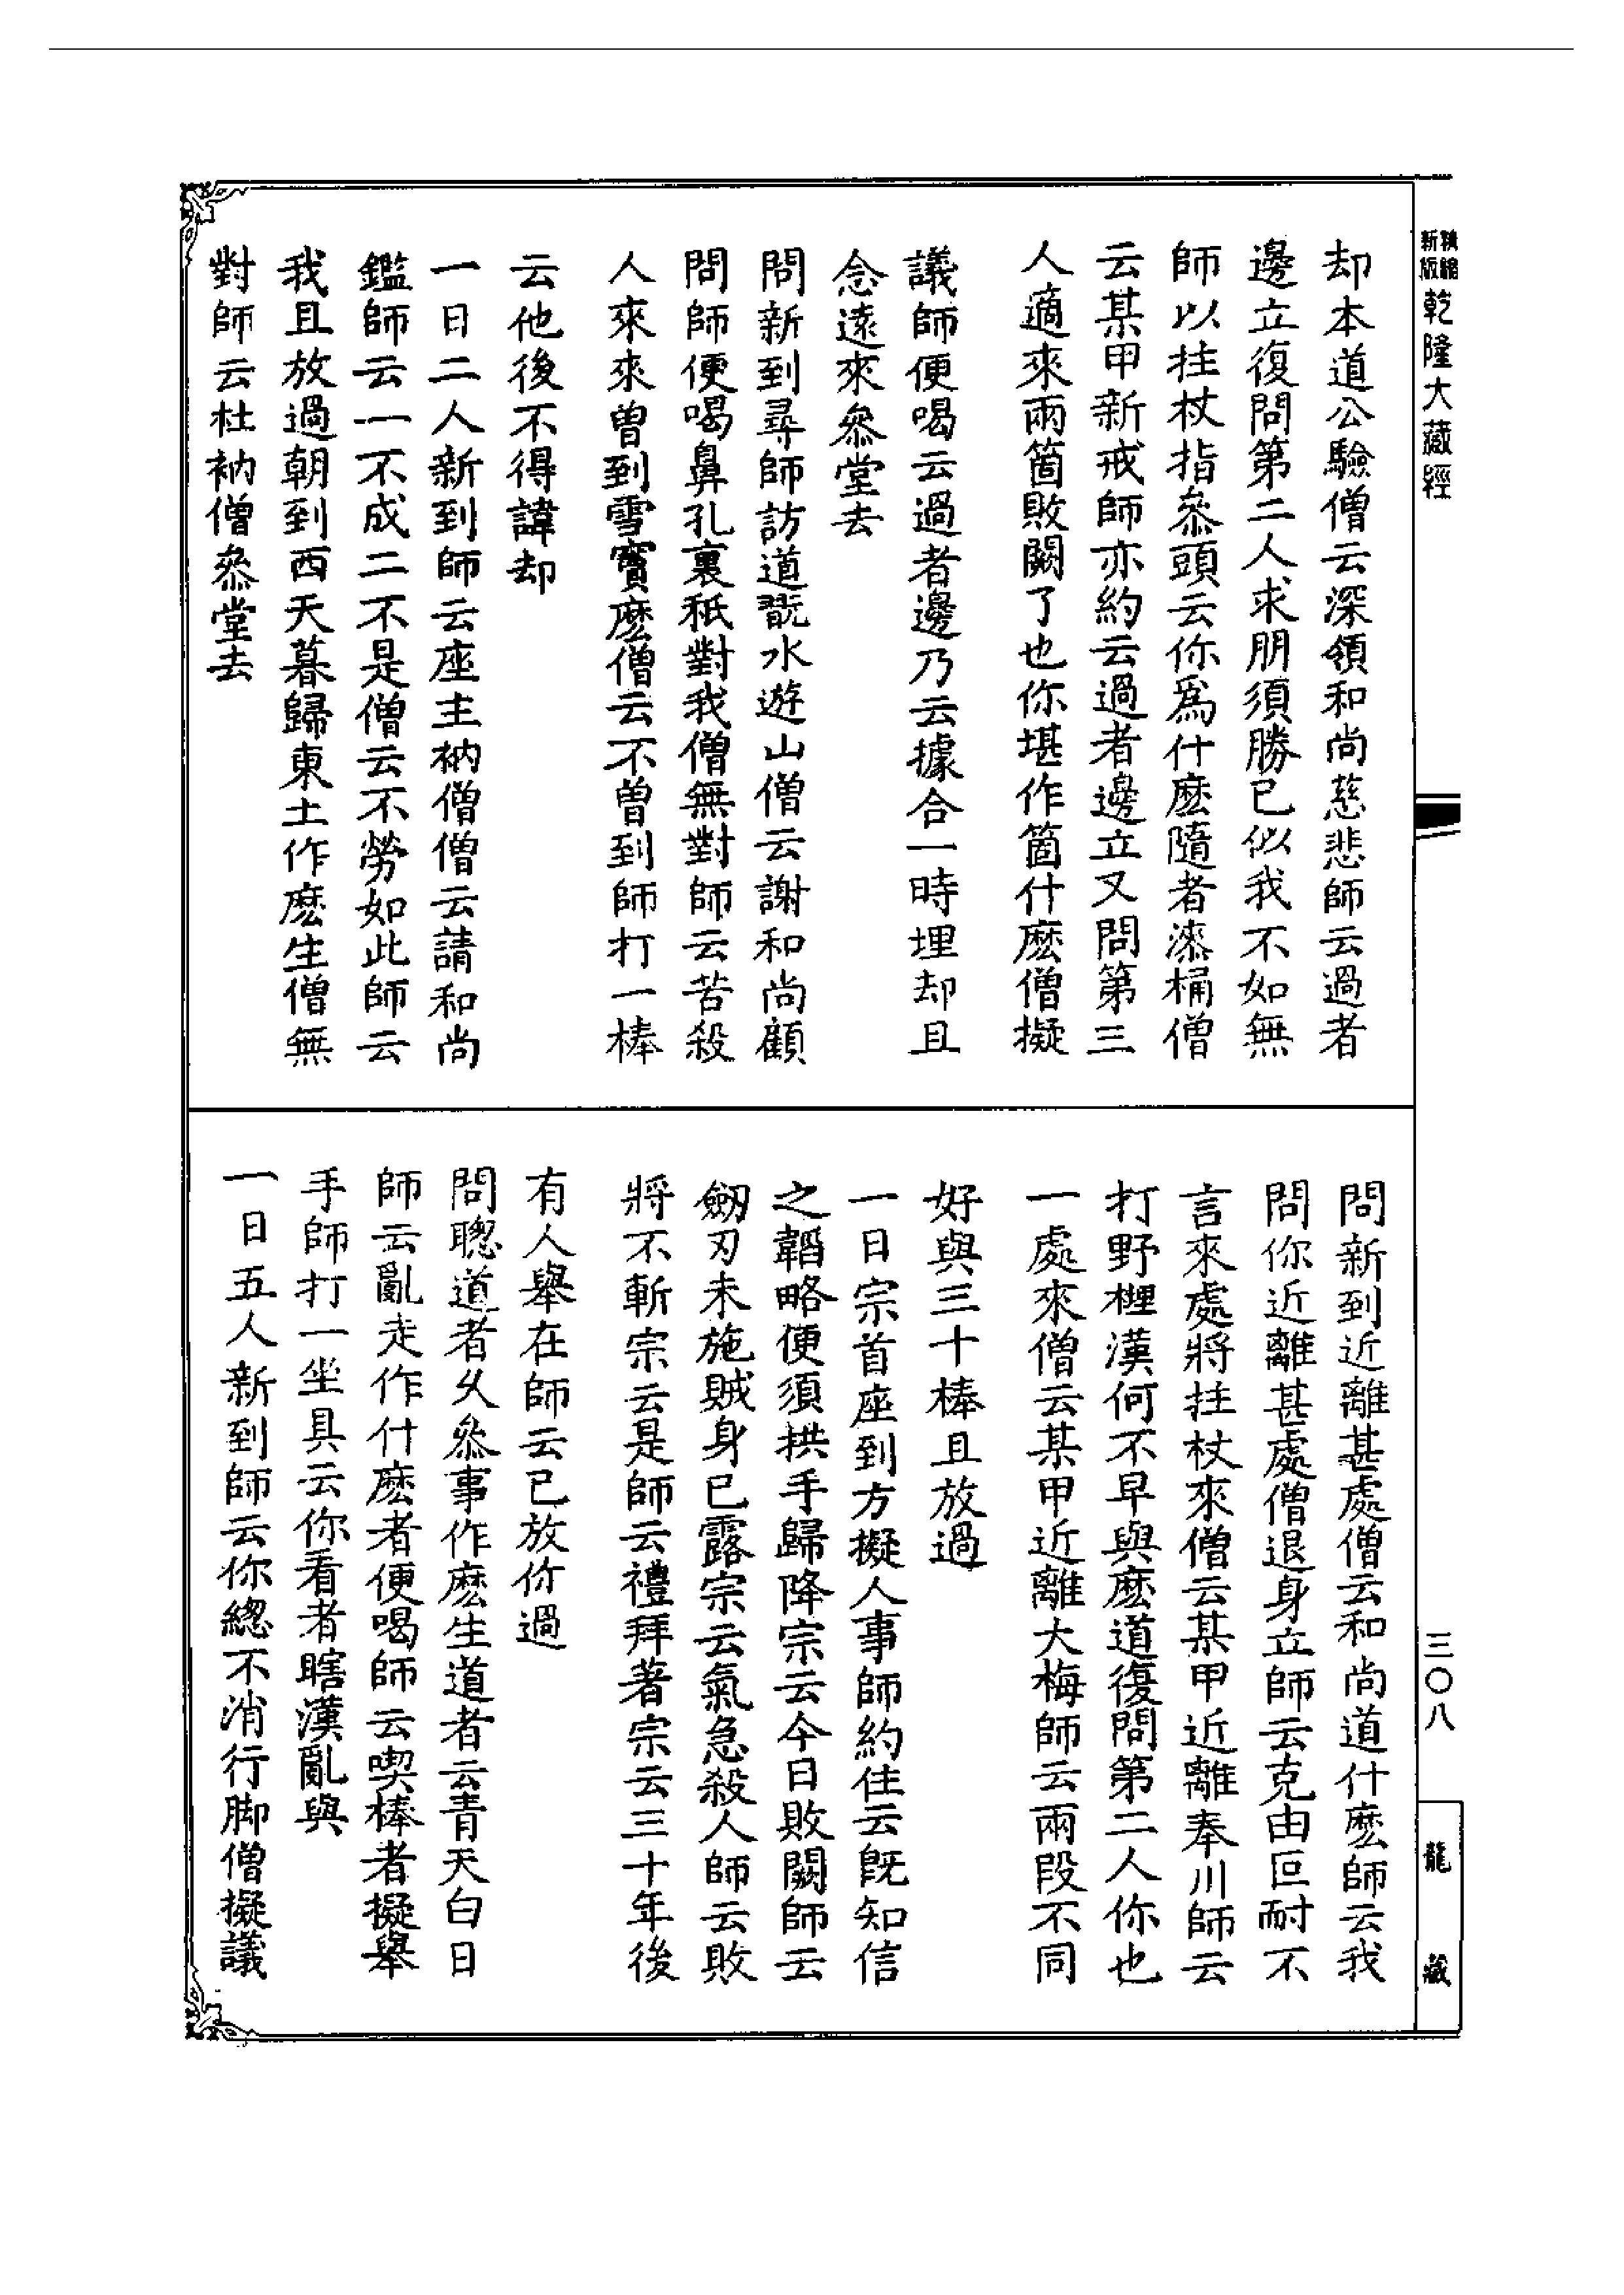 精縮新版乾隆大藏經
却本道公驗僧云深領和尚慈悲師云過者
邊立復問第二人求朋須勝已似我不如無
師以拄杖指叅頭云你爲什麽隨者漆桶僧
云某甲新戒師亦約云過者邊立又問第三
人適來兩箇敗闕了也你堪作箇什麽僧擬
議師便喝云過者邊乃云據合一時埋却且
念遠來叅堂去
問新到尋師訪道翫水遊山僧云謝和尚顧
問師便喝鼻孔裏秖對我僧無對師云苦殺
人來來曾到雪竇麽僧云不曾到師打一棒
云他後不得諱却
一日二人新到師云座主衲僧僧云請和尚
鑑師云一不成二不是僧云不勞如此師云
我且放過朝到西天暮歸東土作麽生僧無
對師云杜衲僧叅堂去
問新到近離甚處僧云和尚道什麽師云我
問你近離甚處僧退身立師云克由叵耐不
言來處將拄杖來僧云某甲近離奉川師云
打野榸漢何不早與麽道復問第二人你也
一處來僧云某甲近離大梅師云兩段不同
好與三十棒且放過
一日宗首座到方擬人事師約住云旣知信
之韜略便須拱手歸降宗云今日敗闕師云
劒刃未施賊身已露宗云氣急殺人師云敗
將不斬宗云是師云禮拜著宗云三十年後
有人舉在師云已放你過
問聰道者乆叅事作麽生道者云青天白日
師云亂走作什麽者便喝師云喫棒者擬舉
手師打一坐具云你看者瞎漢亂與
一日五人新到師云你緫不消行脚僧擬議
三〇八
龍藏